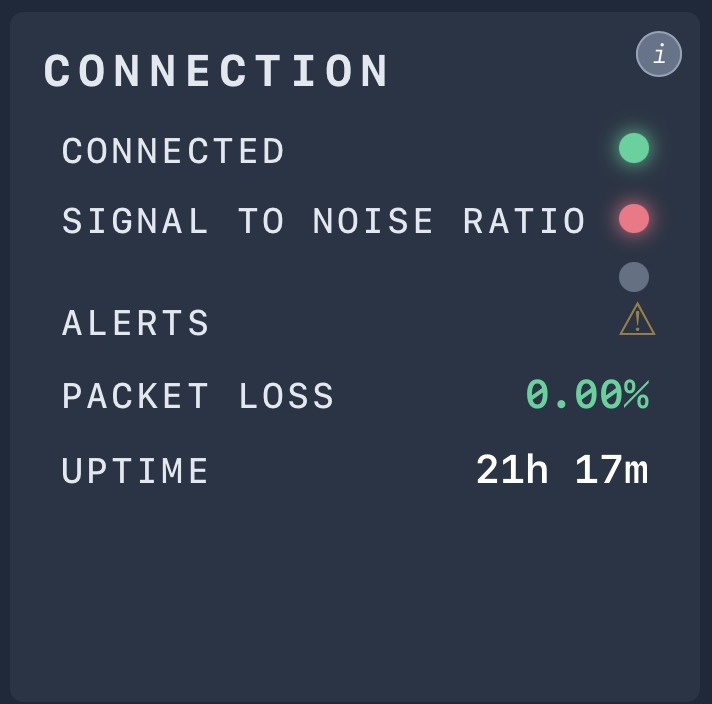 CONNECTION
i
CONNECTED
SIGNAL TO NOISE RATIO
ALERTS ⚠
PACKET LOSS 0.00%
UPTIME 21h 17m